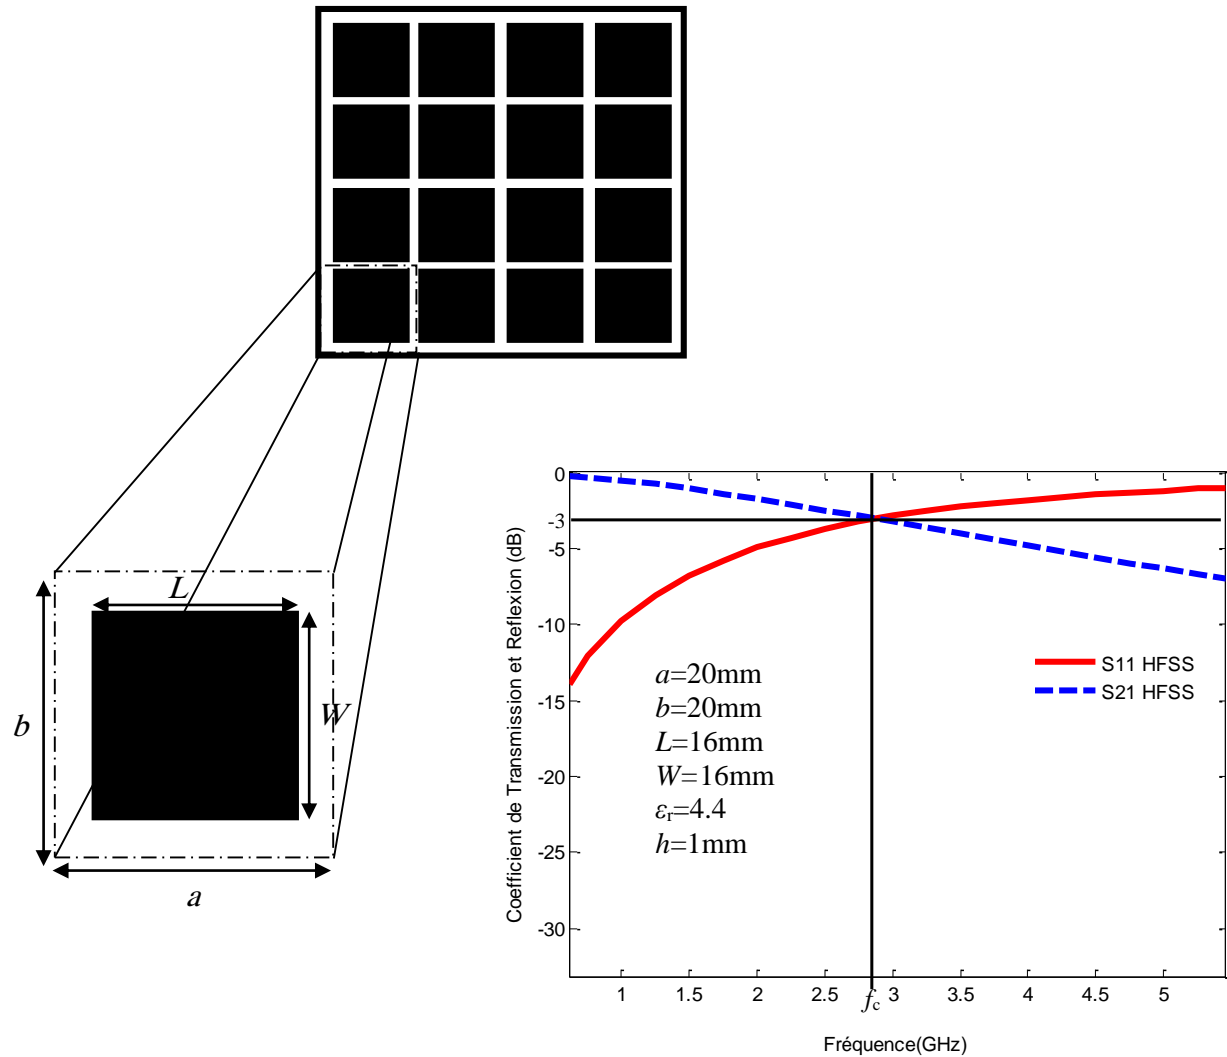 L
W
b
a
Coefficient de Transmission et Reflexion (dB)
0
-3
-5
-10
-15
-20
-25
-30
a=20mm
b=20mm
L=16mm
W=16mm
εr=4.4
h=1mm
S11 HFSS
S21 HFSS
1 1.5 2 2.5 fc 3 3.5 4 4.5 5
Fréquence(GHz)